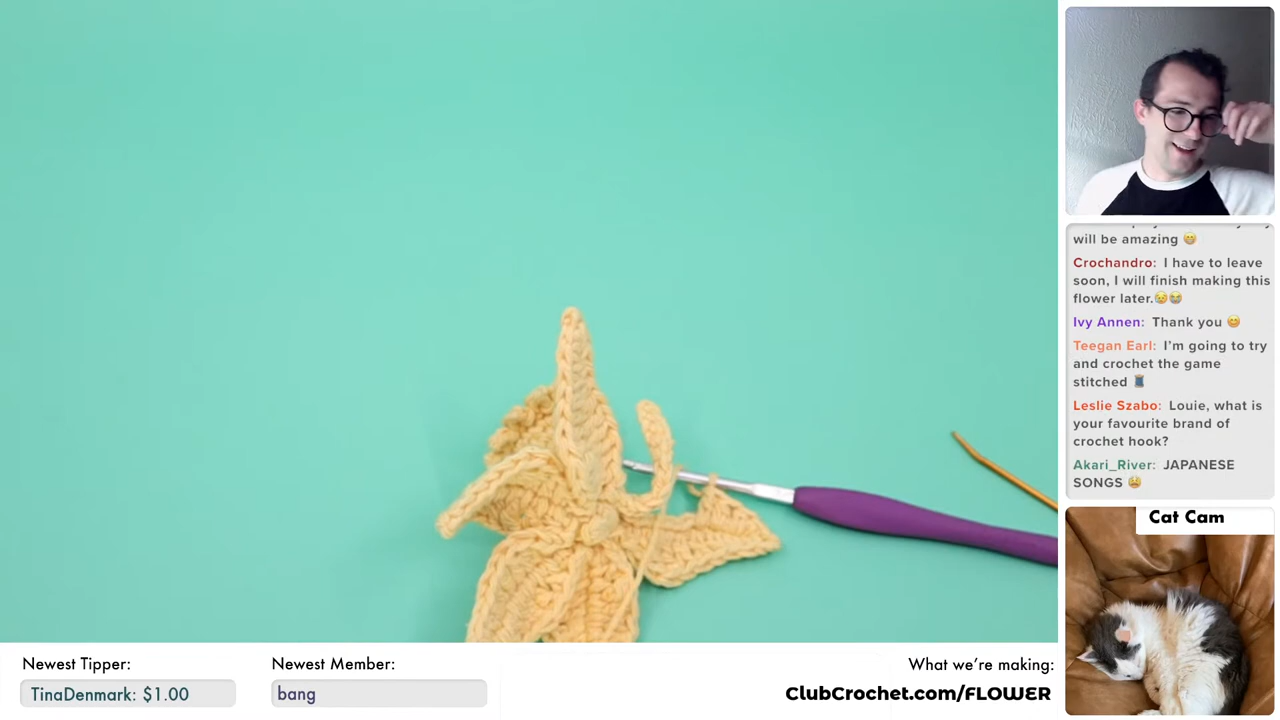 will be amazing 😁
Crochandro: I have to leave
soon, I will finish making this
flower later.😥😭
Ivy Annen: Thank you 😊
Teegan Earl: I'm going to try
and crochet the game
stitched 🧵
Leslie Szabo: Louie, what is
your favourite brand of
crochet hook?
Akari_River: JAPANESE
SONGS 😩
Cat Cam
Newest Tipper:
TinaDenmark: $1.00
Newest Member:
bang
What we're making:
ClubCrochet.com/FLOWER